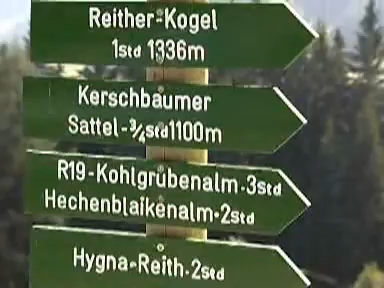 Reither-Kogel
1std 1336m
Kerschbaumer
Sattel-¾std 1100m
R19-Kohlgrubenalm.3std
Hechenblaikenalm.2std
Hygna-Reith.2std